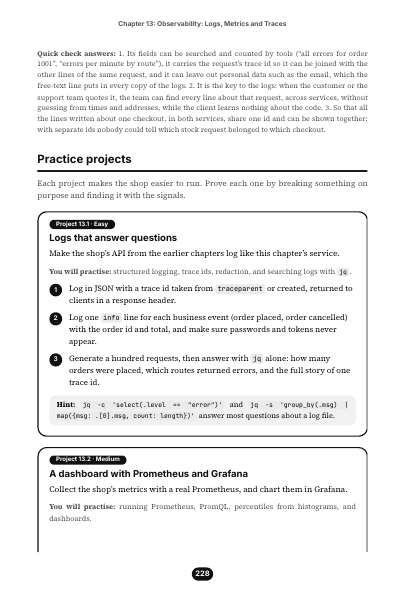 Chapter 13: Observability: Logs, Metrics and Traces
Quick check answers: 1. Its fields can be searched and counted by tools (“all errors for order
1001”, “errors per minute by route”), it carries the request’s trace id so it can be joined with the
other lines of the same request, and it can leave out personal data such as the email, which the
free-text line puts in every copy of the logs. 2. It is the key to the logs: when the customer or the
support team quotes it, the team can find every line about that request, across services, without
guessing from times and addresses, while the client learns nothing about the code. 3. So that all
the lines written about one checkout, in both services, share one id and can be shown together;
with separate ids nobody could tell which stock request belonged to which checkout.
Practice projects
Each project makes the shop easier to run. Prove each one by breaking something on
purpose and finding it with the signals.
Project 13.1 · Easy
Logs that answer questions
Make the shop’s API from the earlier chapters log like this chapter’s service.
You will practise: structured logging, trace ids, redaction, and searching logs with jq.
1 Log in JSON with a trace id taken from traceparent or created, returned to
clients in a response header.
2 Log one info line for each business event (order placed, order cancelled)
with the order id and total, and make sure passwords and tokens never
appear.
3 Generate a hundred requests, then answer with jq alone: how many
orders were placed, which routes returned errors, and the full story of one
trace id.
Hint: jq -c 'select(.level == "error")' and jq -s 'group_by(.msg) |
map({msg: .[0].msg, count: length})' answer most questions about a log file.
Project 13.2 · Medium
A dashboard with Prometheus and Grafana
Collect the shop’s metrics with a real Prometheus, and chart them in Grafana.
You will practise: running Prometheus, PromQL, percentiles from histograms, and
dashboards.
228